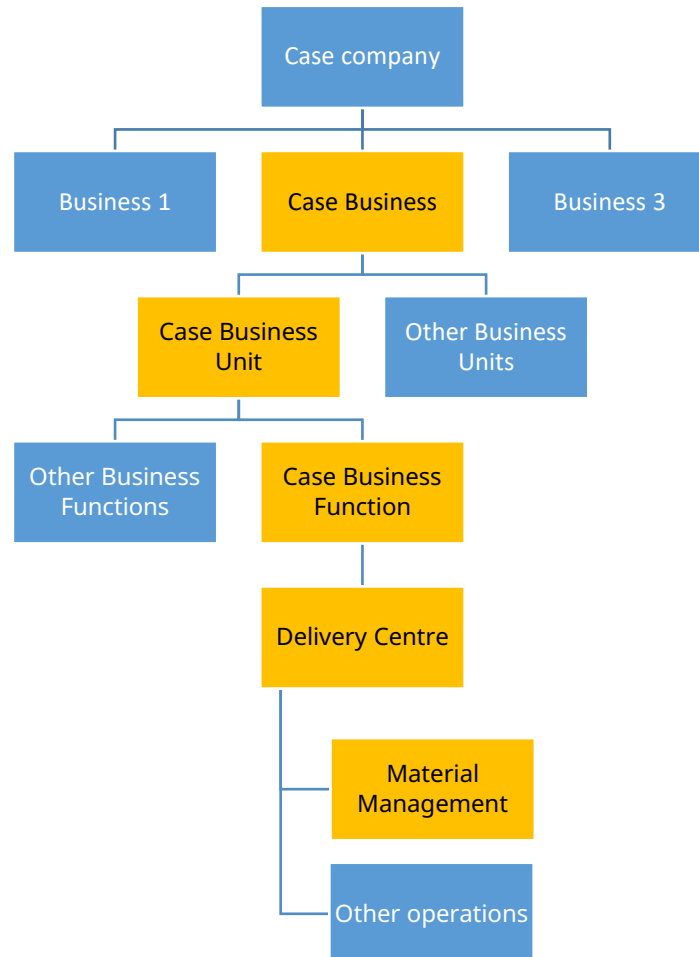 Case company
Business 1
Case Business
Business 3
Case Business
Unit
Other Business
Units
Other Business
Functions
Case Business
Function
Delivery Centre
Material
Management
Other operations